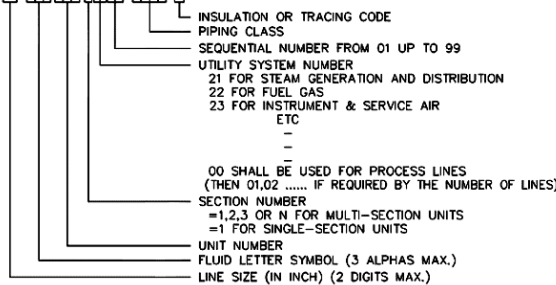 INSULATION OR TRACING CODE
PIPING CLASS
SEQUENTIAL NUMBER FROM 01 UP TO 99
UTILITY SYSTEM NUMBER
21 FOR STEAM GENERATION AND DISTRIBUTION
22 FOR FUEL GAS
23 FOR INSTRUMENT & SERVICE AIR
ETC
–
–
–
00 SHALL BE USED FOR PROCESS LINES
(THEN 01,02 ...... IF REQUIRED BY THE NUMBER OF LINES)
SECTION NUMBER
=1,2,3 OR N FOR MULTI-SECTION UNITS
=1 FOR SINGLE-SECTION UNITS
UNIT NUMBER
FLUID LETTER SYMBOL (3 ALPHAS MAX.)
LINE SIZE (IN INCH) (2 DIGITS MAX.)